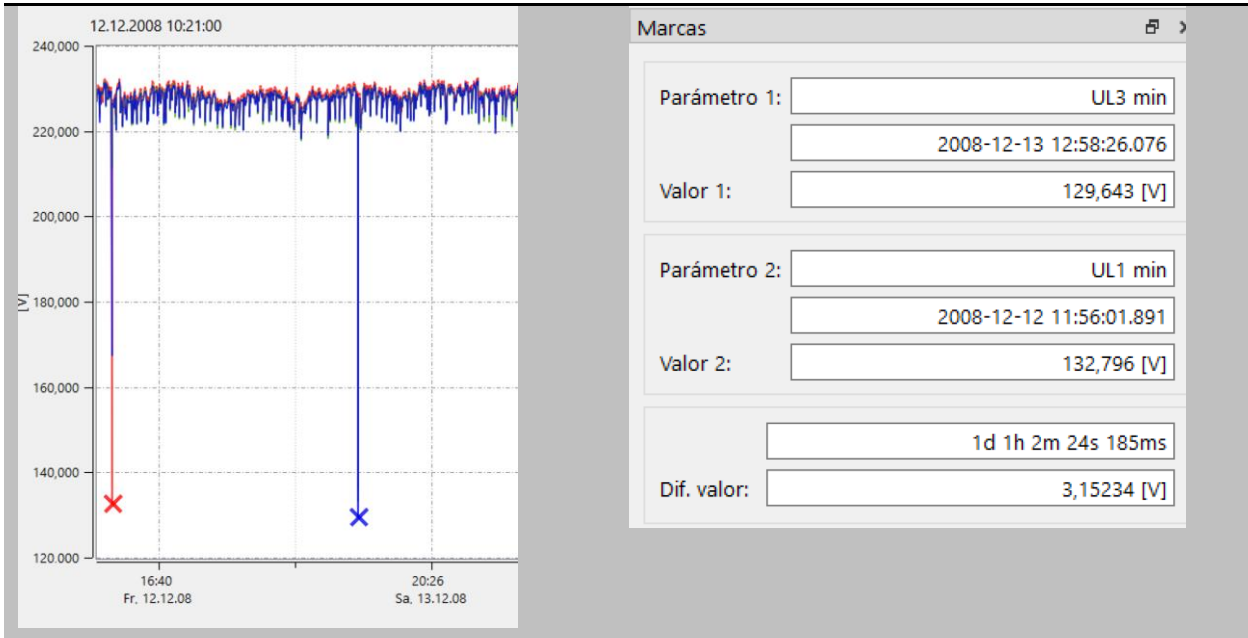 12.12.2008 10:21:00
240,000
220,000
200,000
[V]
180,000
160,000
140,000
120.000
16:40
Fr, 12.12.08
20:26
Sa, 13.12.08
Marcas
Parámetro 1: UL3 min
2008-12-13 12:58:26.076
Valor 1: 129,643 [V]
Parámetro 2: UL1 min
2008-12-12 11:56:01.891
Valor 2: 132,796 [V]
1d 1h 2m 24s 185ms
Dif. valor: 3,15234 [V]